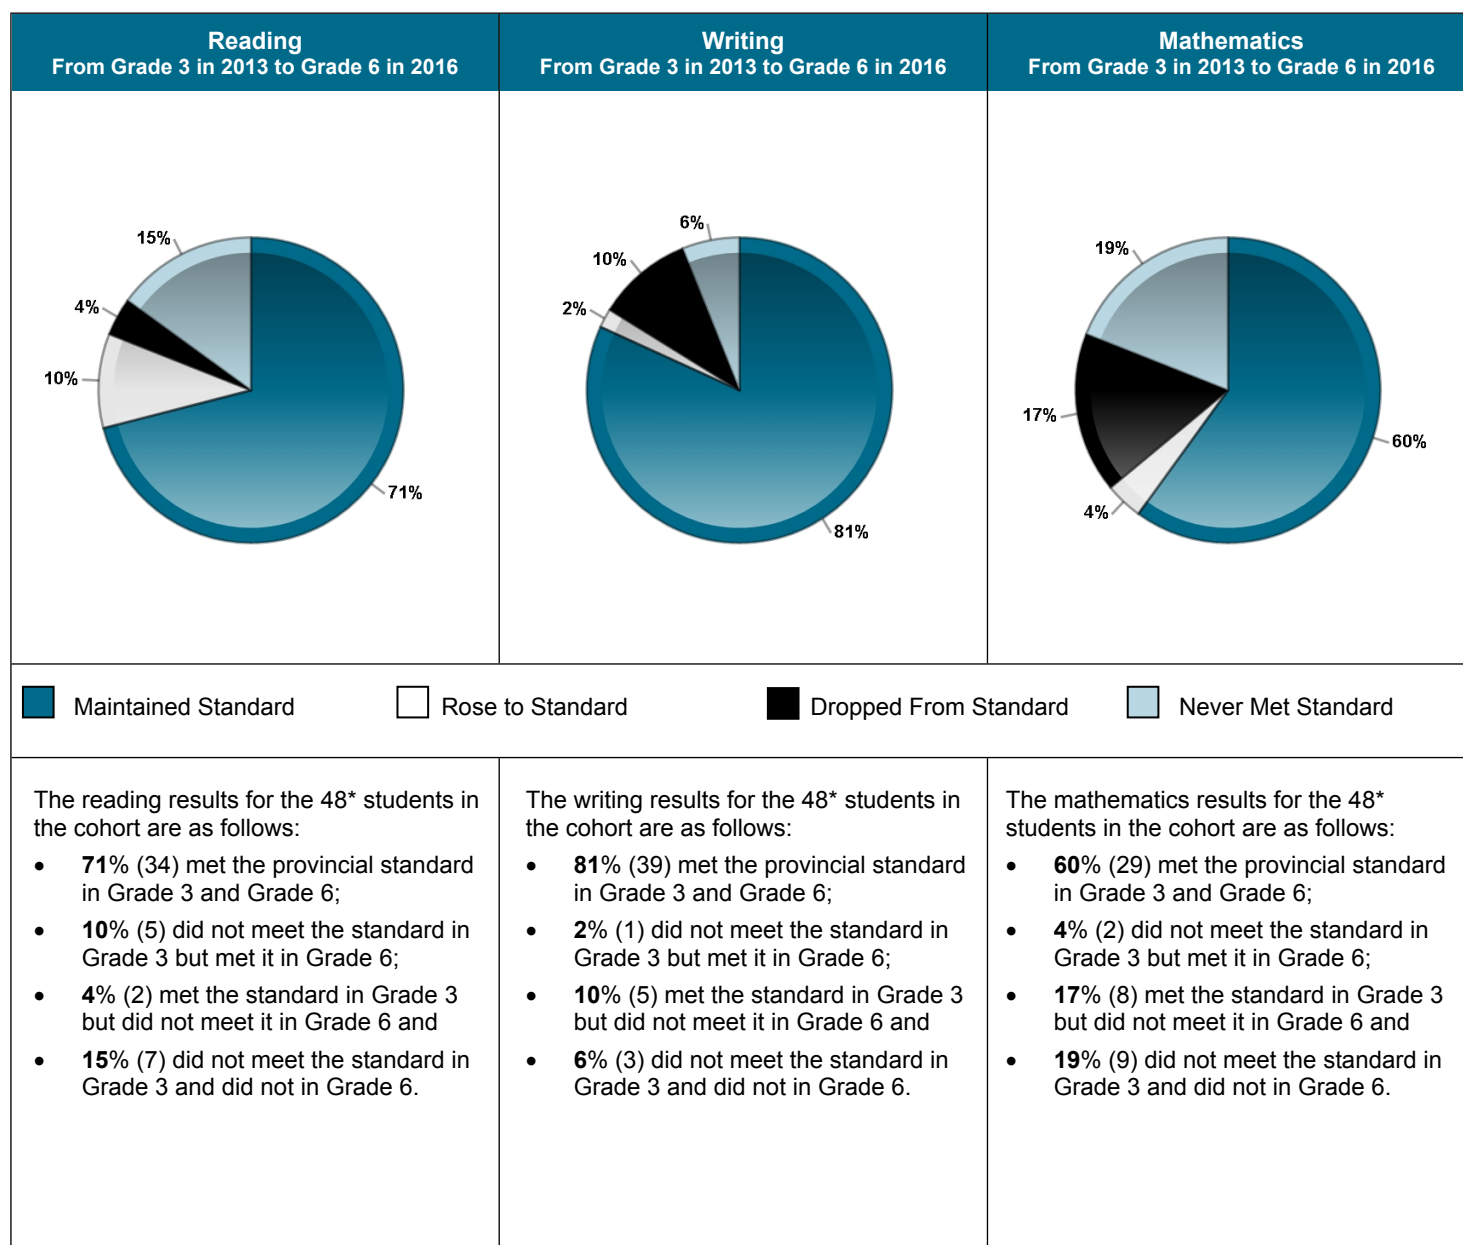 Reading
From Grade 3 in 2013 to Grade 6 in 2016
Writing
From Grade 3 in 2013 to Grade 6 in 2016
Mathematics
From Grade 3 in 2013 to Grade 6 in 2016
15%
4%
10%
71%
6%
10%
2%
81%
19%
17%
4%
60%
Maintained Standard
Rose to Standard
Dropped From Standard
Never Met Standard
The reading results for the 48* students in
the cohort are as follows:
• 71% (34) met the provincial standard
in Grade 3 and Grade 6;
• 10% (5) did not meet the standard in
Grade 3 but met it in Grade 6;
• 4% (2) met the standard in Grade 3
but did not meet it in Grade 6 and
• 15% (7) did not meet the standard in
Grade 3 and did not in Grade 6.
The writing results for the 48* students in
the cohort are as follows:
• 81% (39) met the provincial standard
in Grade 3 and Grade 6;
• 2% (1) did not meet the standard in
Grade 3 but met it in Grade 6;
• 10% (5) met the standard in Grade 3
but did not meet it in Grade 6 and
• 6% (3) did not meet the standard in
Grade 3 and did not in Grade 6.
The mathematics results for the 48*
students in the cohort are as follows:
• 60% (29) met the provincial standard
in Grade 3 and Grade 6;
• 4% (2) did not meet the standard in
Grade 3 but met it in Grade 6;
• 17% (8) met the standard in Grade 3
but did not meet it in Grade 6 and
• 19% (9) did not meet the standard in
Grade 3 and did not in Grade 6.